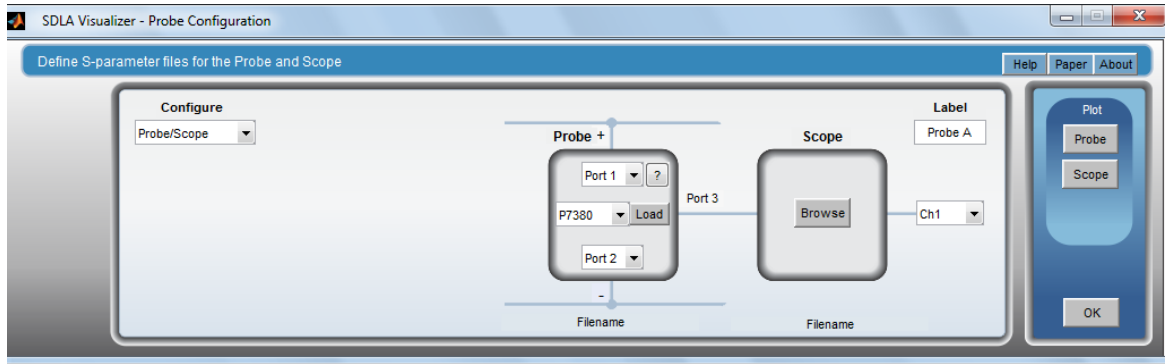 SDLA Visualizer - Probe Configuration
X
Define S-parameter files for the Probe and Scope
Help Paper About
Configure
Probe/Scope
Probe +
Port 1 ?
P7380 Load
Port 2
-
Filename
Port 3
Scope
Browse
Filename
Label
Probe A
Ch1
Plot
Probe
Scope
OK